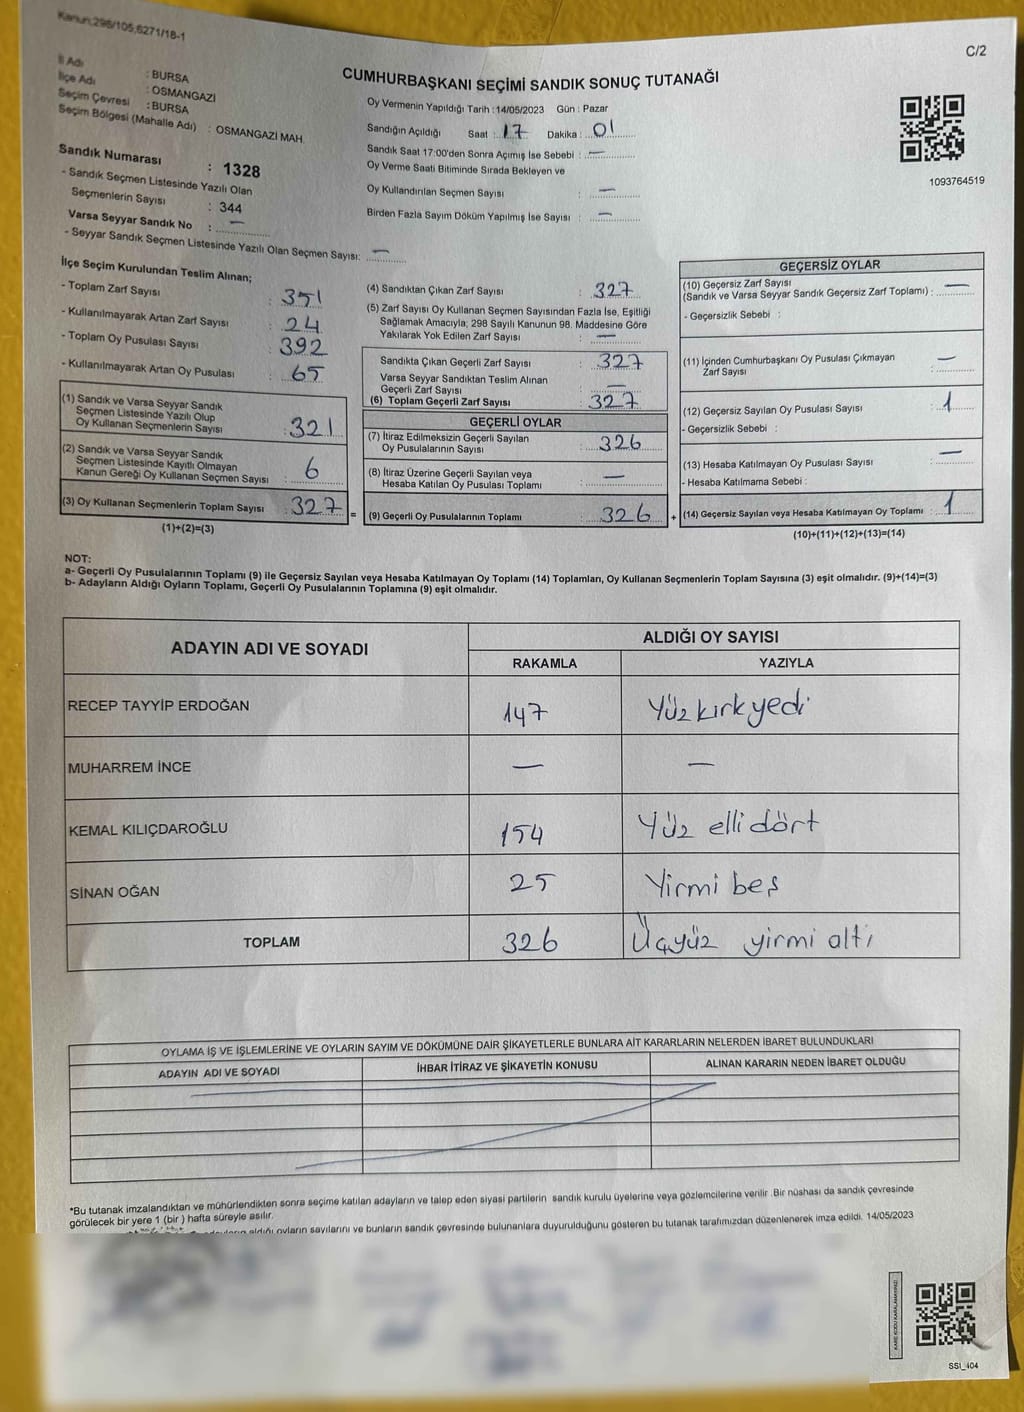 Kanun;298/105,6271/18-1
C/2
İl Adı : BURSA
İlçe Adı : OSMANGAZİ
Seçim Çevresi : BURSA
Seçim Bölgesi (Mahalle Adı) : OSMANGAZİ MAH.
Sandık Numarası : 1328
- Sandık Seçmen Listesinde Yazılı Olan
Seçmenlerin Sayısı : 344
Varsa Seyyar Sandık No : —
- Seyyar Sandık Seçmen Listesinde Yazılı Olan Seçmen Sayısı: —
CUMHURBAŞKANI SEÇİMİ SANDIK SONUÇ TUTANAĞI
Oy Vermenin Yapıldığı Tarih :14/05/2023 Gün : Pazar
Sandığın Açıldığı Saat : 17 Dakika : 01
Sandık Saat 17:00'den Sonra Açımış İse Sebebi : —
Oy Verme Saati Bitiminde Sırada Bekleyen ve
Oy Kullandırılan Seçmen Sayısı : —
Birden Fazla Sayım Döküm Yapılmış İse Sayısı : —
1093764519
İlçe Seçim Kurulundan Teslim Alınan;
- Toplam Zarf Sayısı : 351
- Kullanılmayarak Artan Zarf Sayısı : 24
- Toplam Oy Pusulası Sayısı : 392
- Kullanılmayarak Artan Oy Pusulası : 65
(1) Sandık ve Varsa Seyyar Sandık
Seçmen Listesinde Yazılı Olup
Oy Kullanan Seçmenlerin Sayısı : 321
(2) Sandık ve Varsa Seyyar Sandık
Seçmen Listesinde Kayıtlı Olmayan
Kanun Gereği Oy Kullanan Seçmen Sayısı : 6
(3) Oy Kullanan Seçmenlerin Toplam Sayısı : 327
(1)+(2)=(3)
(4) Sandıktan Çıkan Zarf Sayısı : 327
(5) Zarf Sayısı Oy Kullanan Seçmen Sayısından Fazla İse, Eşitliği
Sağlamak Amacıyla; 298 Sayılı Kanunun 98. Maddesine Göre
Yakılarak Yok Edilen Zarf Sayısı : —
Sandıkta Çıkan Geçerli Zarf Sayısı : 327
Varsa Seyyar Sandıktan Teslim Alınan
Geçerli Zarf Sayısı : —
(6) Toplam Geçerli Zarf Sayısı : 327
GEÇERLİ OYLAR
(7) İtiraz Edilmeksizin Geçerli Sayılan
Oy Pusulalarının Sayısı : 326
(8) İtiraz Üzerine Geçerli Sayılan veya
Hesaba Katılan Oy Pusulası Toplamı : —
= (9) Geçerli Oy Pusulalarının Toplamı : 326
GEÇERSİZ OYLAR
(10) Geçersiz Zarf Sayısı
(Sandık ve Varsa Seyyar Sandık Geçersiz Zarf Toplamı) : —
- Geçersizlik Sebebi :
(11) İçinden Cumhurbaşkanı Oy Pusulası Çıkmayan
Zarf Sayısı : —
(12) Geçersiz Sayılan Oy Pusulası Sayısı : 1
- Geçersizlik Sebebi :
(13) Hesaba Katılmayan Oy Pusulası Sayısı : —
- Hesaba Katılmama Sebebi :
+ (14) Geçersiz Sayılan veya Hesaba Katılmayan Oy Toplamı : 1
(10)+(11)+(12)+(13)=(14)
NOT:
a- Geçerli Oy Pusulalarının Toplamı (9) ile Geçersiz Sayılan veya Hesaba Katılmayan Oy Toplamı (14) Toplamları, Oy Kullanan Seçmenlerin Toplam Sayısına (3) eşit olmalıdır. (9)+(14)=(3)
b- Adayların Aldığı Oyların Toplamı, Geçerli Oy Pusulalarının Toplamına (9) eşit olmalıdır.
ADAYIN ADI VE SOYADI ALDIĞI OY SAYISI
RAKAMLA YAZIYLA
RECEP TAYYİP ERDOĞAN 147 Yüz kırk yedi
MUHARREM İNCE — —
KEMAL KILIÇDAROĞLU 154 Yüz elli dört
SİNAN OĞAN 25 Yirmi beş
TOPLAM 326 Üçyüz yirmi altı
OYLAMA İŞ VE İŞLEMLERİNE VE OYLARIN SAYIM VE DÖKÜMÜNE DAİR ŞİKAYETLERLE BUNLARA AİT KARARLARIN NELERDEN İBARET BULUNDUKLARI
ADAYIN ADI VE SOYADI İHBAR İTİRAZ VE ŞİKAYETİN KONUSU ALINAN KARARIN NEDEN İBARET OLDUĞU
*Bu tutanak imzalandıktan ve mühürlendikten sonra seçime katılan adayların ve talep eden siyasi partilerin sandık kurulu üyelerine veya gözlemcilerine verilir .Bir nüshası da sandık çevresinde
görülecek bir yere 1 (bir ) hafta süreyle asılır.
aldığı oyların sayılarını ve bunların sandık çevresinde bulunanlara duyurulduğunu gösteren bu tutanak tarafımızdan düzenlenerek imza edildi. 14/05/2023
SSI_404